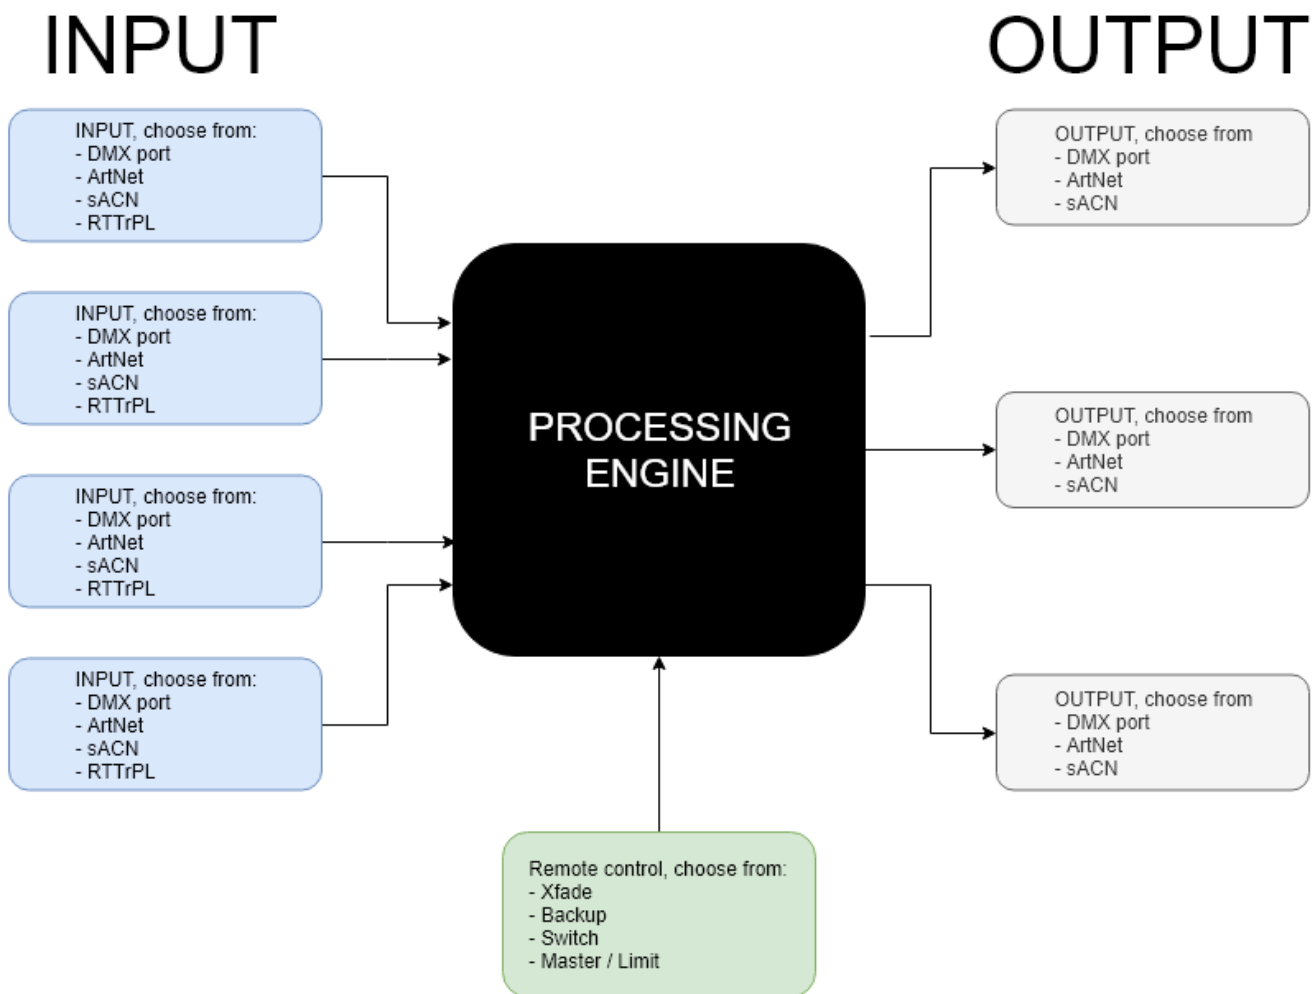 INPUT
OUTPUT
INPUT, choose from:
- DMX port
- ArtNet
- sACN
- RTTrPL
INPUT, choose from:
- DMX port
- ArtNet
- sACN
- RTTrPL
INPUT, choose from:
- DMX port
- ArtNet
- sACN
- RTTrPL
INPUT, choose from:
- DMX port
- ArtNet
- sACN
- RTTrPL
PROCESSING
ENGINE
OUTPUT, choose from
- DMX port
- ArtNet
- sACN
OUTPUT, choose from
- DMX port
- ArtNet
- sACN
OUTPUT, choose from
- DMX port
- ArtNet
- sACN
Remote control, choose from:
- Xfade
- Backup
- Switch
- Master / Limit